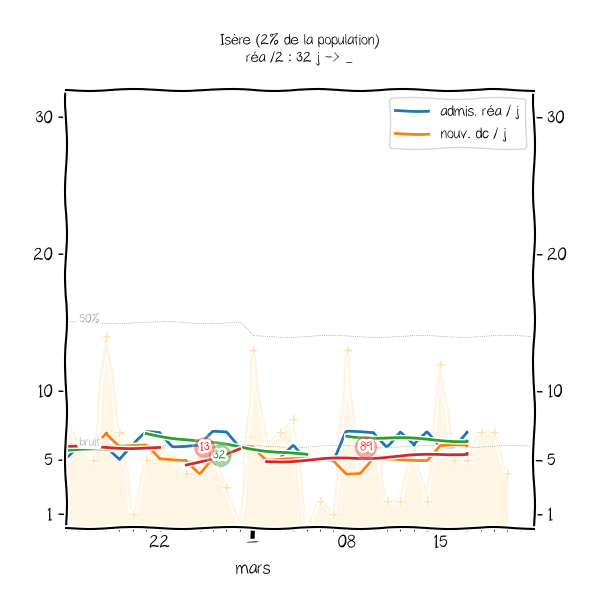 Isère (2% de la population)
réa /2 : 32 j -> _
admis. réa / j
nouv. dc / j
30
30
20
20
50%
10
10
bruit
13
32
89
5
5
1
1
22
08
15
mars